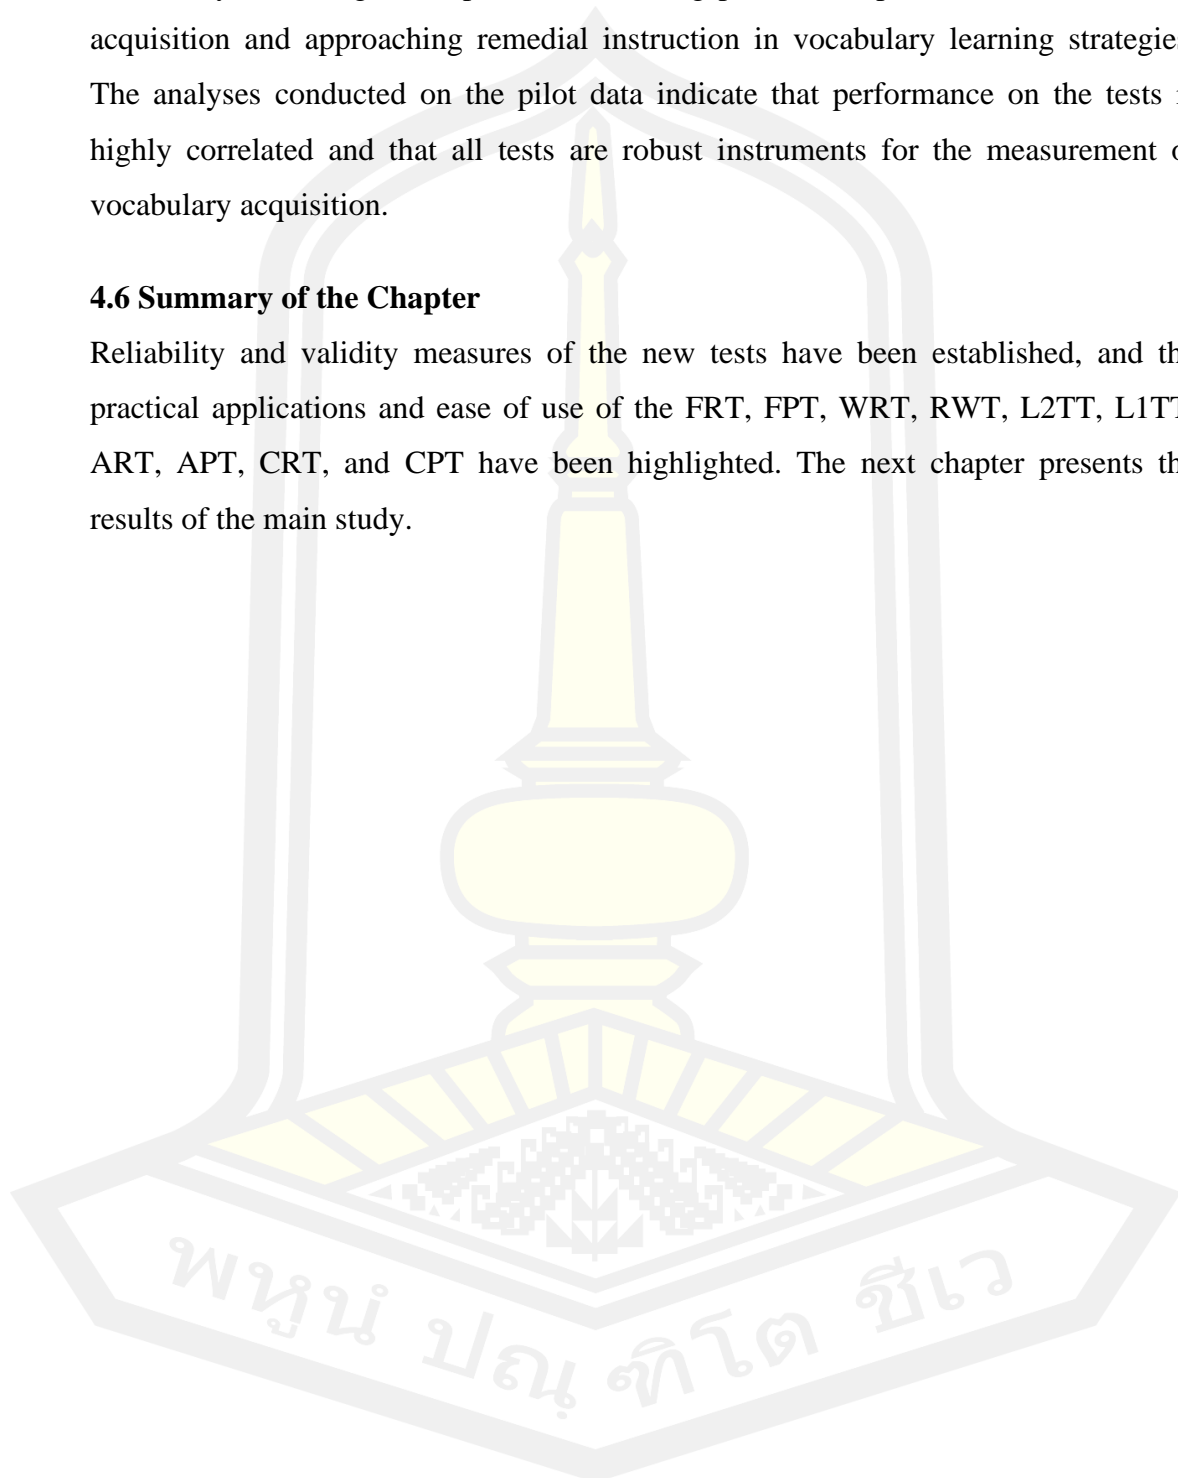 acquisition and approaching remedial instruction in vocabulary learning strategies
The analyses conducted on the pilot data indicate that performance on the tests
highly correlated and that all tests are robust instruments for the measurement
vocabulary acquisition.
4.6 Summary of the Chapter
Reliability and validity measures of the new tests have been established, and
practical applications and ease of use of the FRT, FPT, WRT, RWT, L2TT, L1TT
ART, APT, CRT, and CPT have been highlighted. The next chapter presents
results of the main study.
พหูนํ ปณฺฑิโต ชีเว